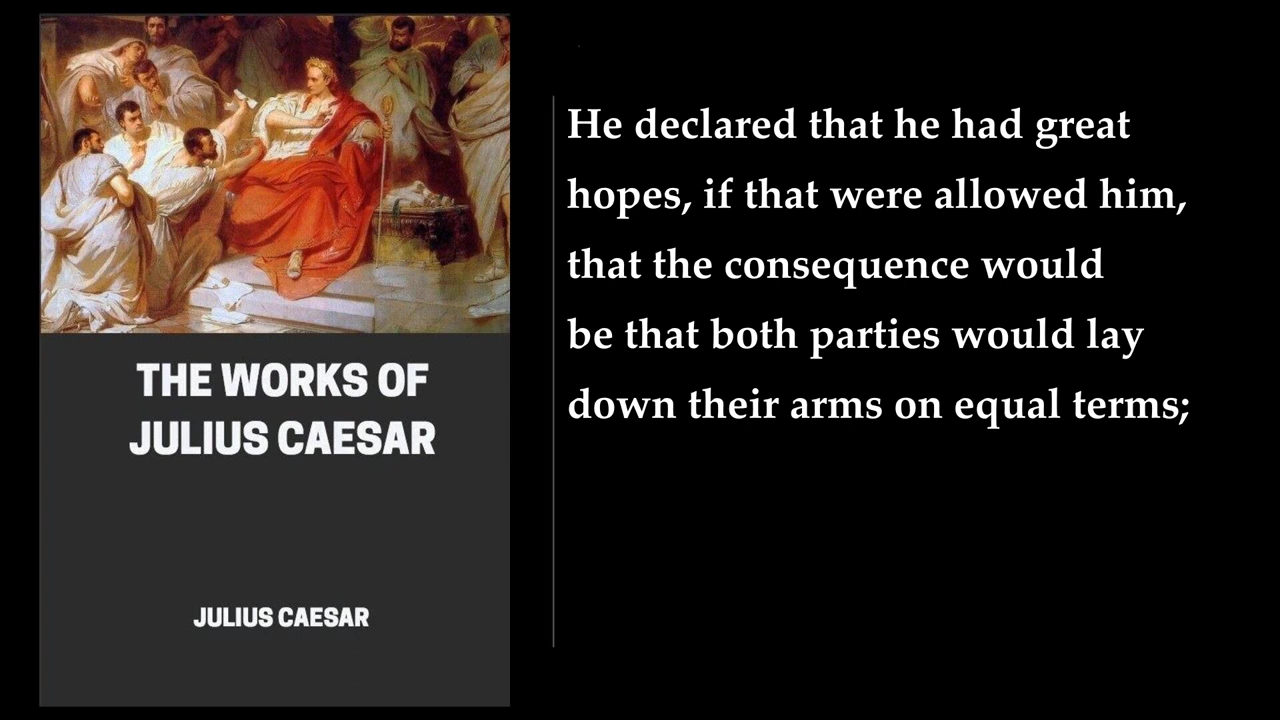 THE WORKS OF
JULIUS CAESAR
JULIUS CAESAR
He declared that he had great
hopes, if that were allowed him,
that the consequence would
be that both parties would lay
down their arms on equal terms;